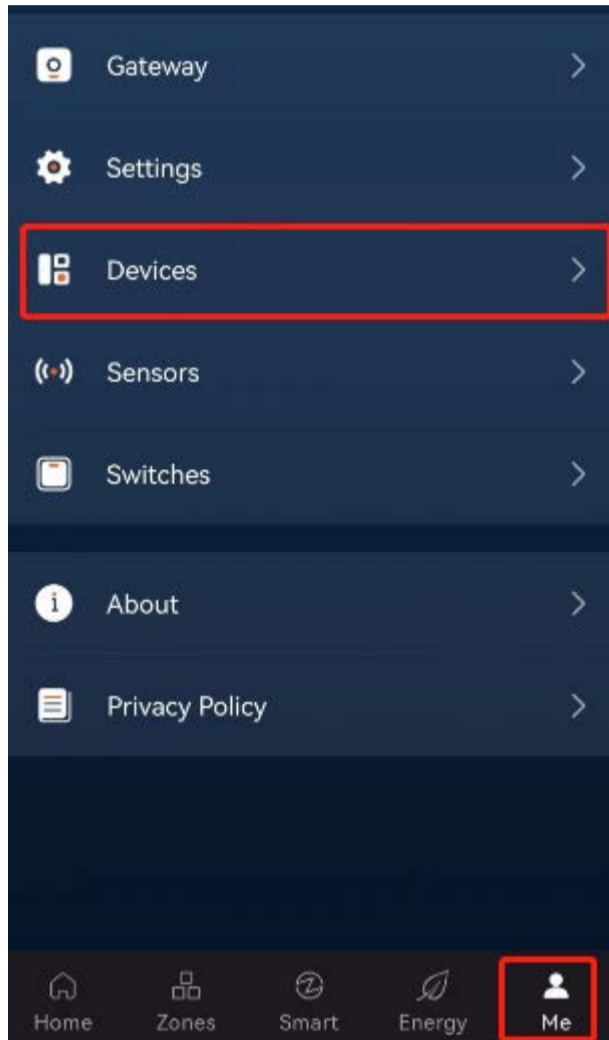 Gateway
Settings
Devices
Sensors
Switches
About
Privacy Policy
Home Zones Smart Energy Me